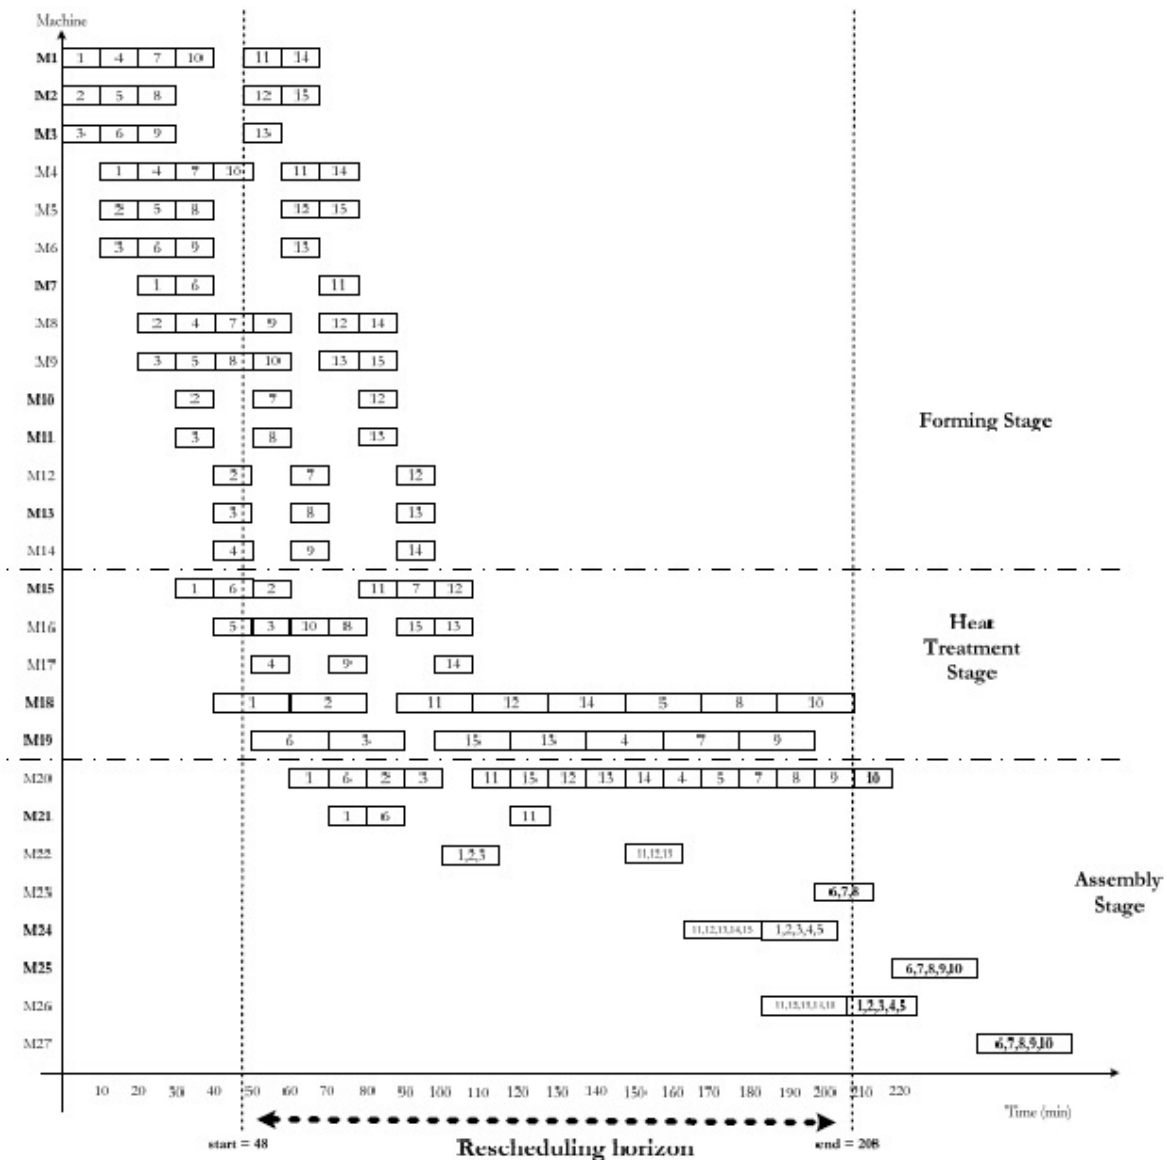 Machine
M1 1 4 7 10 11 14
M2 2 5 8 12 15
M3 3 6 9 13
M4 1 4 7 10 11 14
M5 2 5 8 12 15
M6 3 6 9 13
M7 1 6 11
M8 2 4 7 9 12 14
M9 3 5 8 10 13 15
M10 2 7 12
M11 3 8 13
Forming Stage
M12 2 7 12
M13 3 8 13
M14 4 9 14
M15 1 6 2 11 7 12
M16 5 3 10 8 15 13
Heat
Treatment
Stage
M17 4 9 14
M18 1 2 11 12 14 5 8 10
M19 6 3 15 13 4 7 9
M20 1 6 2 3 11 15 12 13 14 4 5 7 8 9 10
M21 1 6 11
M22 1,2,3 11,12,13
M23 6,7,8
Assembly
Stage
M24 11,12,13,14,15 1,2,3,4,5
M25 6,7,8,9,10
M26 1,2,3,4,5
M27 6,7,8,9,10
10 20 30 40 50 60 70 80 90 100 110 120 130 140 150 160 170 180 190 200 210 220
Time (min)
start = 48
Rescheduling horizon
end = 208